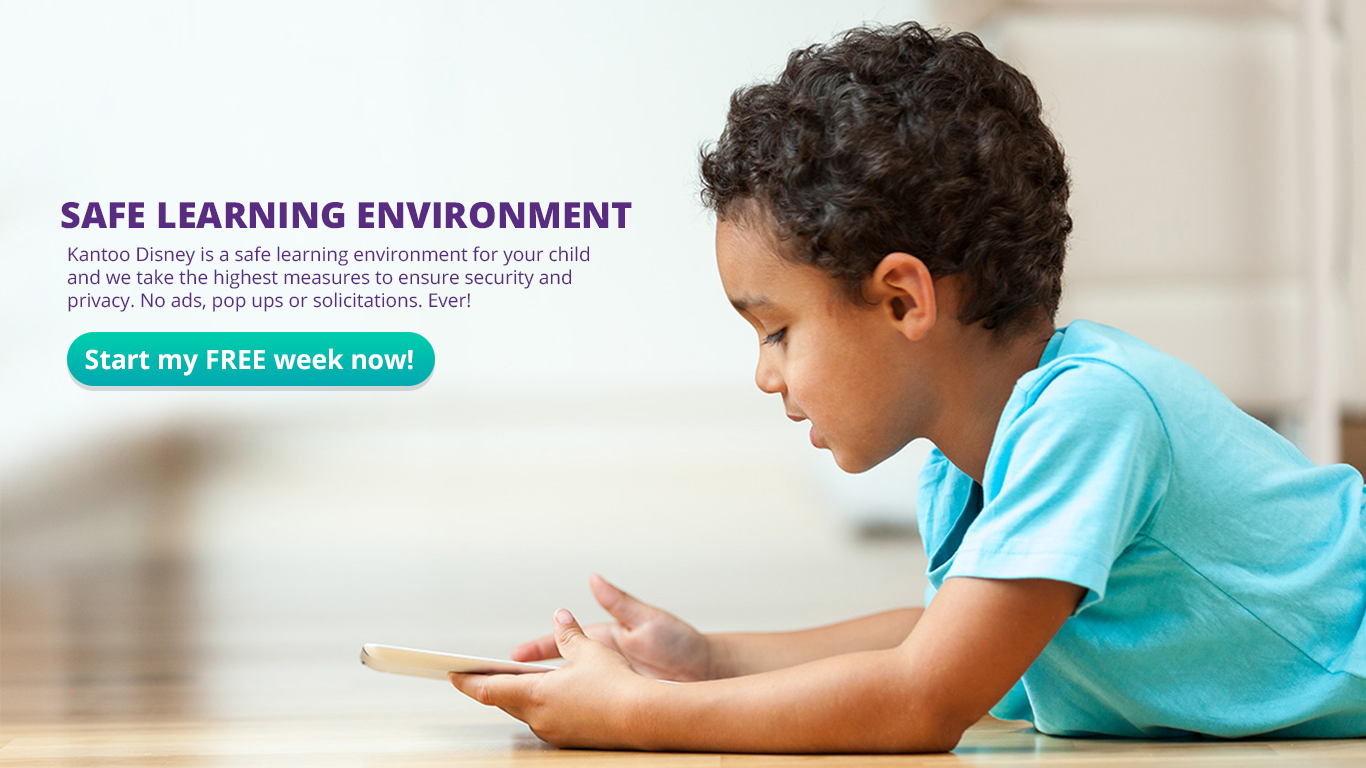 SAFE LEARNING ENVIRONMENT
Kantoo Disney is a safe learning environment for your child
and we take the highest measures to ensure security and
privacy. No ads, pop ups or solicitations. Ever!
Start my FREE week now!